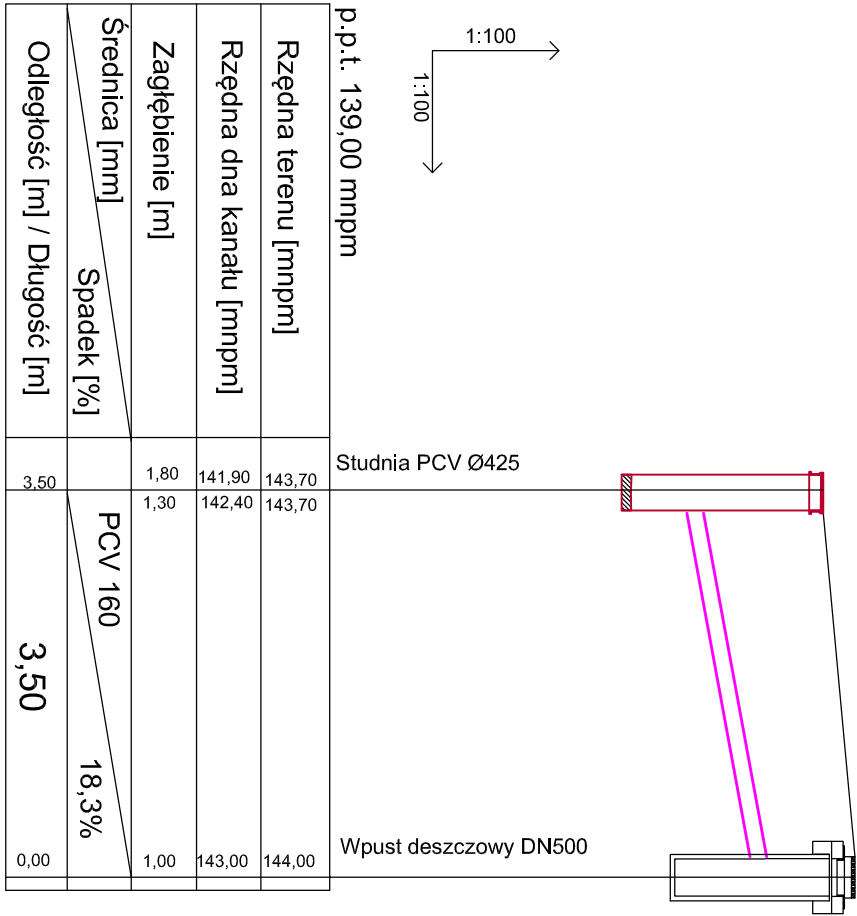 1:100
1:100
p.p.t. 139,00 mnpm
Rzędna terenu [mnpm]
Rzędna dna kanału [mnpm]
Zagłębienie [m]
Średnica [mm]
Spadek [%]
Odległość [m] / Długość [m]
Studnia PCV Ø425
143,70
143,70
141,90
142,40
1,80
1,30
3,50
PCV 160
18,3%
3,50
Wpust deszczowy DN500
144,00
143,00
1,00
0,00